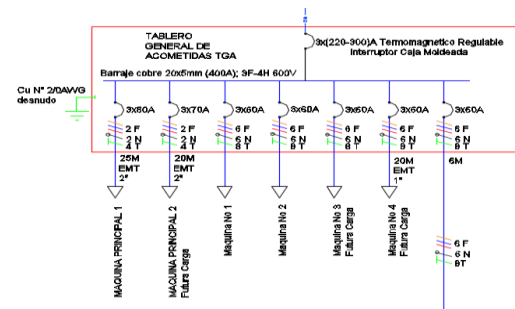 TABLERO
GENERAL DE
ACOMETIDAS TGA
3x(220-300)A Termomagnetico Regulable
Interruptor Caja Moldeada
Barraje cobre 20x5mm (400A); 3F-4H 600V
Cu N° 2/0AWG
desnudo
3x60A
3x70A
3x60A
3x60A
3x60A
3x60A
3x60A
2 F
2 N
4 T
2 F
2 N
4 T
6 F
6 N
8 T
6 F
6 N
8 T
6 F
6 N
8 T
6 F
6 N
8 T
6 F
6 N
8 T
25M
EMT
2"
20M
EMT
2"
20M
EMT
1"
6M
MAQUINA PRINCIPAL 1
MAQUINA PRINCIPAL 2
Futura Carga
Maquina No 1
Maquina No 2
Maquina No 3
Futura Carga
Maquina No 4
Futura Carga
6 F
6 N
8T